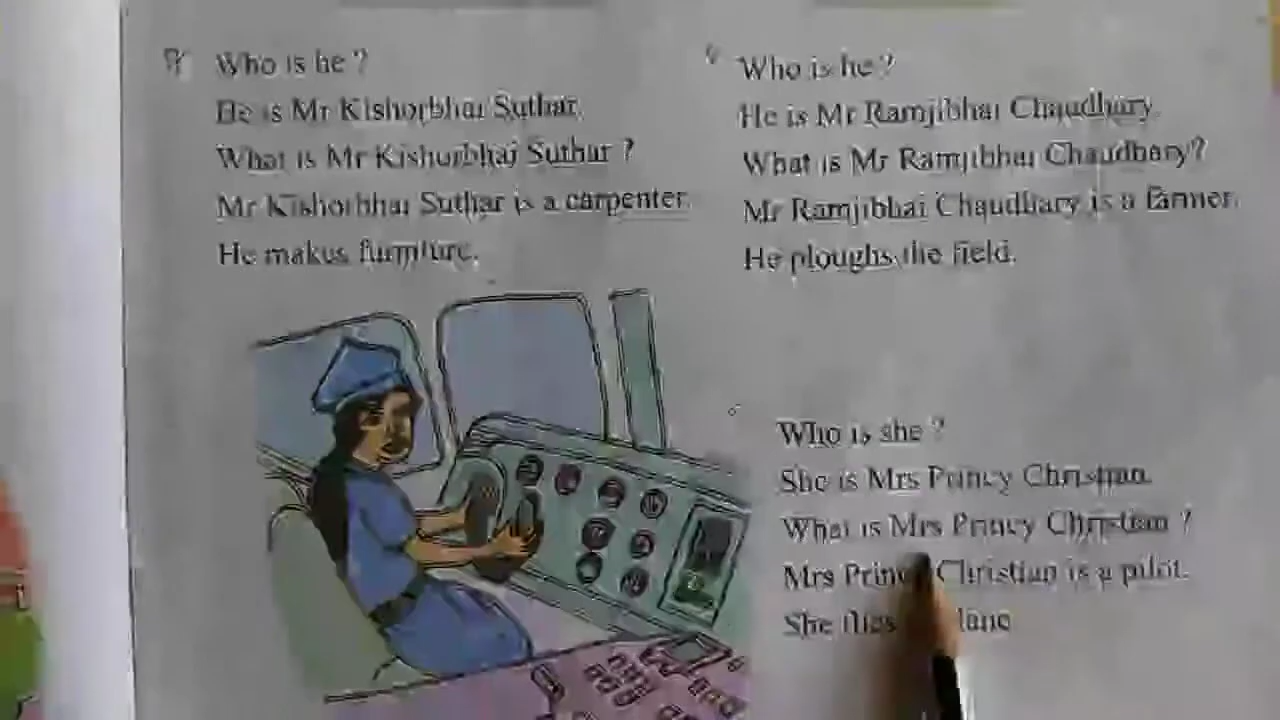 Who is he ?
He is Mr Kishorbhai Suthar.
What is Mr Kishorbhai Suthar ?
Mr Kishorbhai Suthar is a carpenter.
He makes furniture.
Who is he ?
He is Mr Ramjibhai Chaudhary.
What is Mr Ramjibhai Chaudhary?
Mr Ramjibhai Chaudhary is a farmer.
He ploughs the field.
Who is she ?
She is Mrs Princy Christian.
What is Mrs Princy Christian ?
Mrs Princy Christian is a pilot.
She flies